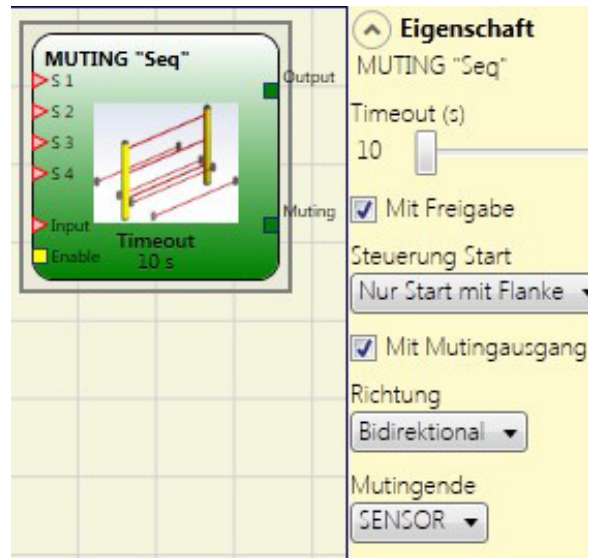 MUTING "Seq"
S 1
S 2
S 3
S 4
Input
Enable
Timeout
10 s
Output
Muting
Eigenschaft
MUTING "Seq"
Timeout (s)
10
Mit Freigabe
Steuerung Start
Nur Start mit Flanke
Mit Mutingausgang
Richtung
Bidirektional
Mutingende
SENSOR